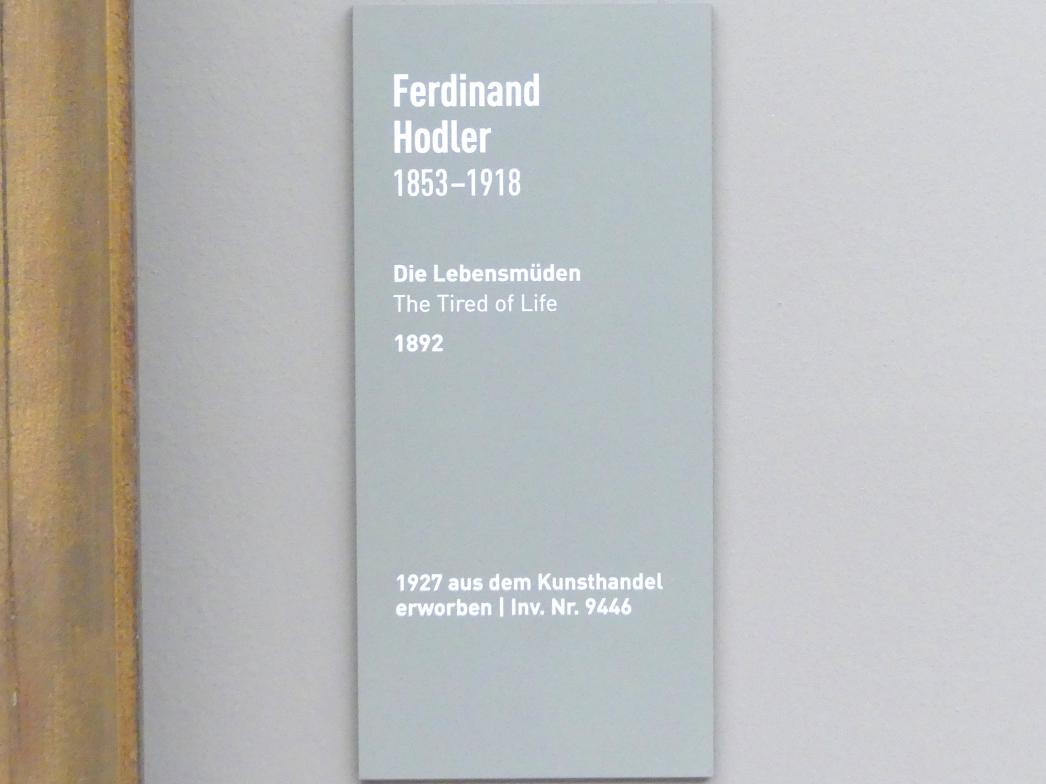 Ferdinand
Hodler
1853–1918
Die Lebensmüden
The Tired of Life
1892
1927 aus dem Kunsthandel
erworben | Inv. Nr. 9446